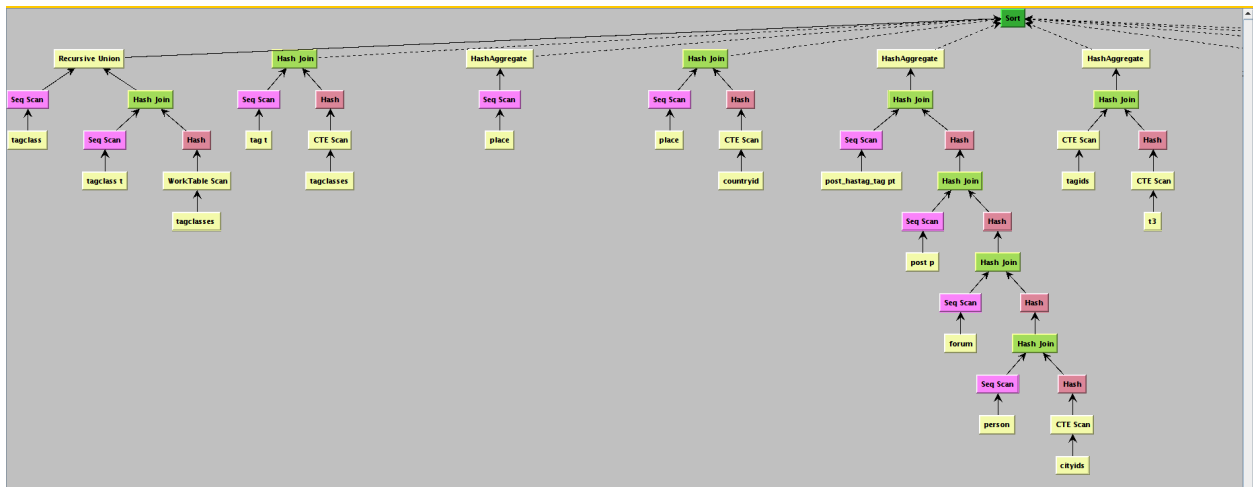 Sort
Recursive Union Hash Join HashAggregate Hash Join HashAggregate HashAggregate
Seq Scan Hash Join Seq Scan Hash Seq Scan Seq Scan Hash Hash Join Hash Join
tagclass Seq Scan Hash tag t CTE Scan place place CTE Scan Seq Scan Hash CTE Scan Hash
tagclass t WorkTable Scan tagclasses countryid post_hastag_tag pt Hash Join tagids CTE Scan
tagclasses Seq Scan Hash t3
post p Hash Join
Seq Scan Hash
forum Hash Join
Seq Scan Hash
person CTE Scan
cityids